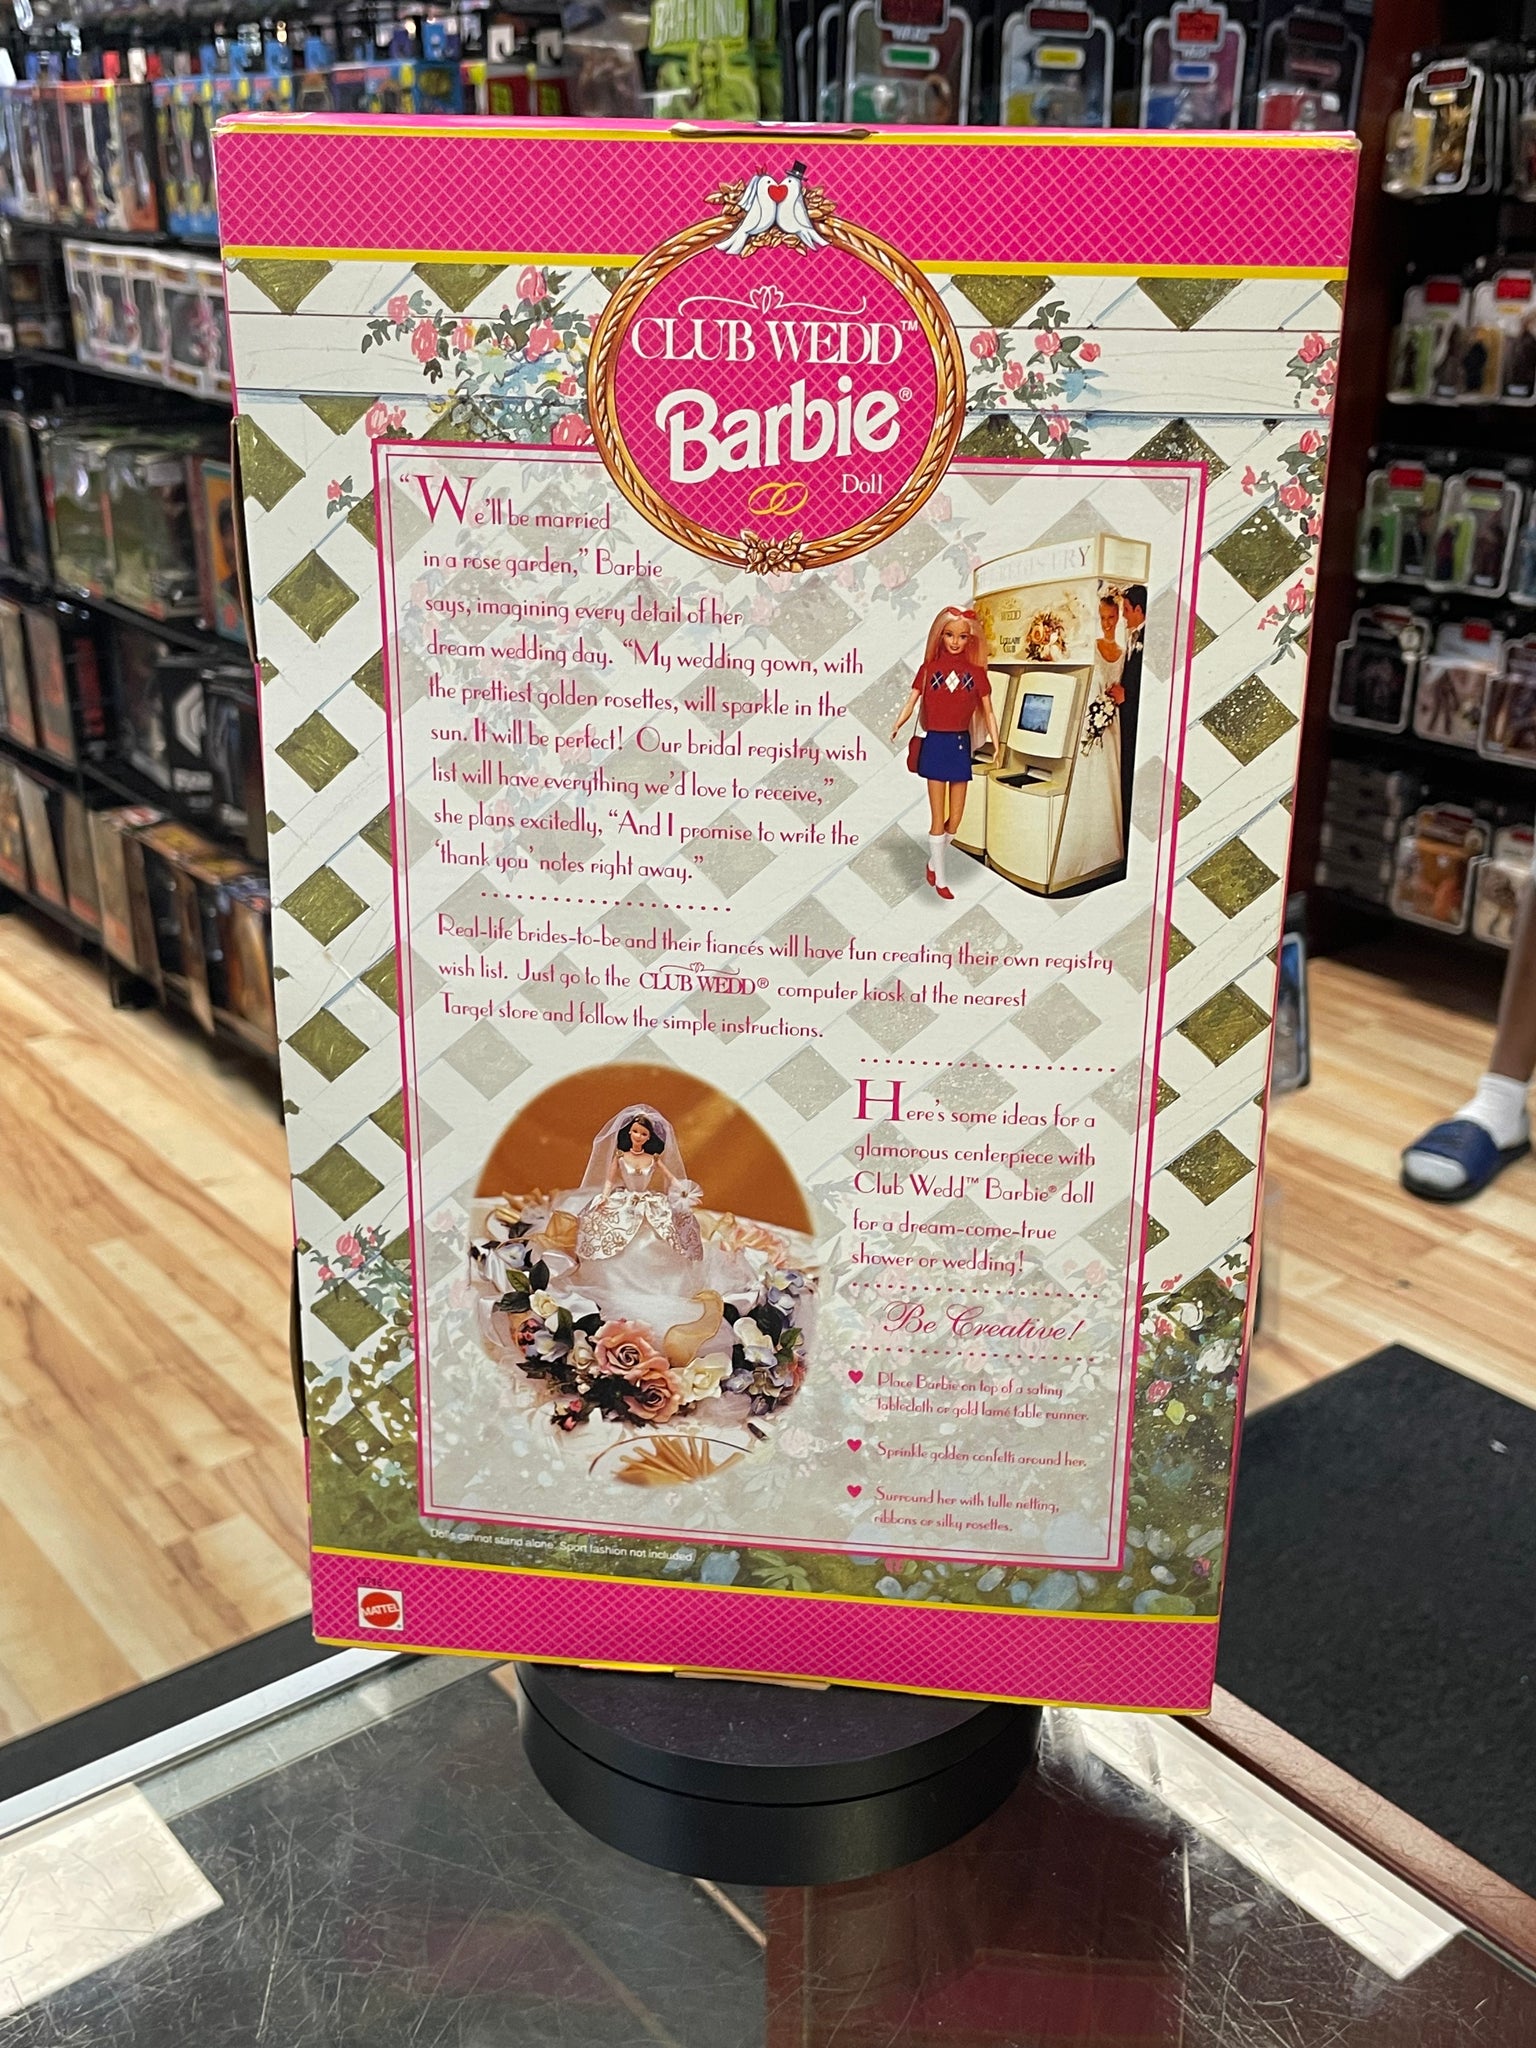 CLUB WEDD™
Barbie®
Doll
“We’ll be married
in a rose garden,” Barbie
says, imagining every detail of her
dream wedding day. “My wedding gown, with
the prettiest golden rosettes, will sparkle in the
sun. It will be perfect! Our bridal registry wish
list will have everything we’d love to receive,”
she plans excitedly, “And I promise to write the
‘thank you’ notes right away.”
REGISTRY
WEDD
LULLABY
CLUB
Real-life brides-to-be and their fiancés will have fun creating their own registry
wish list. Just go to the CLUB WEDD® computer kiosk at the nearest
Target store and follow the simple instructions.
Here’s some ideas for a
glamorous centerpiece with
Club Wedd™ Barbie® doll
for a dream-come-true
shower or wedding!
Be Creative!
♥ Place Barbie on top of a satiny
tablecloth or gold lamé table runner.
♥ Sprinkle golden confetti around her.
♥ Surround her with tulle netting,
ribbons or silky rosettes.
Dolls cannot stand alone. Sport fashion not included.
MATTEL